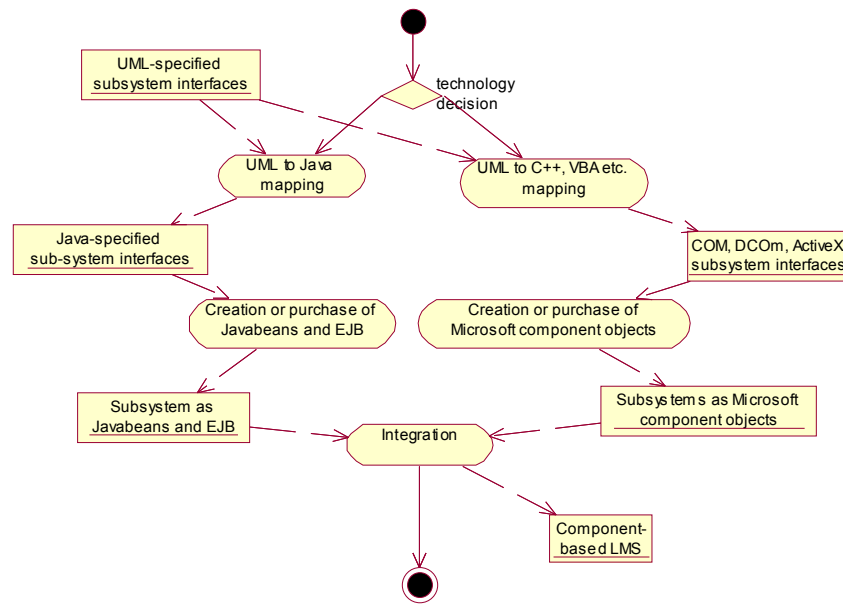 UML-specified
subsystem interfaces
technology
decision
UML to Java
mapping
UML to C++, VBA etc.
mapping
Java-specified
sub-system interfaces
COM, DCOm, ActiveX
subsystem interfaces
Creation or purchase of
Javabeans and EJB
Creation or purchase of
Microsoft component objects
Subsystem as
Javabeans and EJB
Subsystems as Microsoft
component objects
Integration
Component-
based LMS